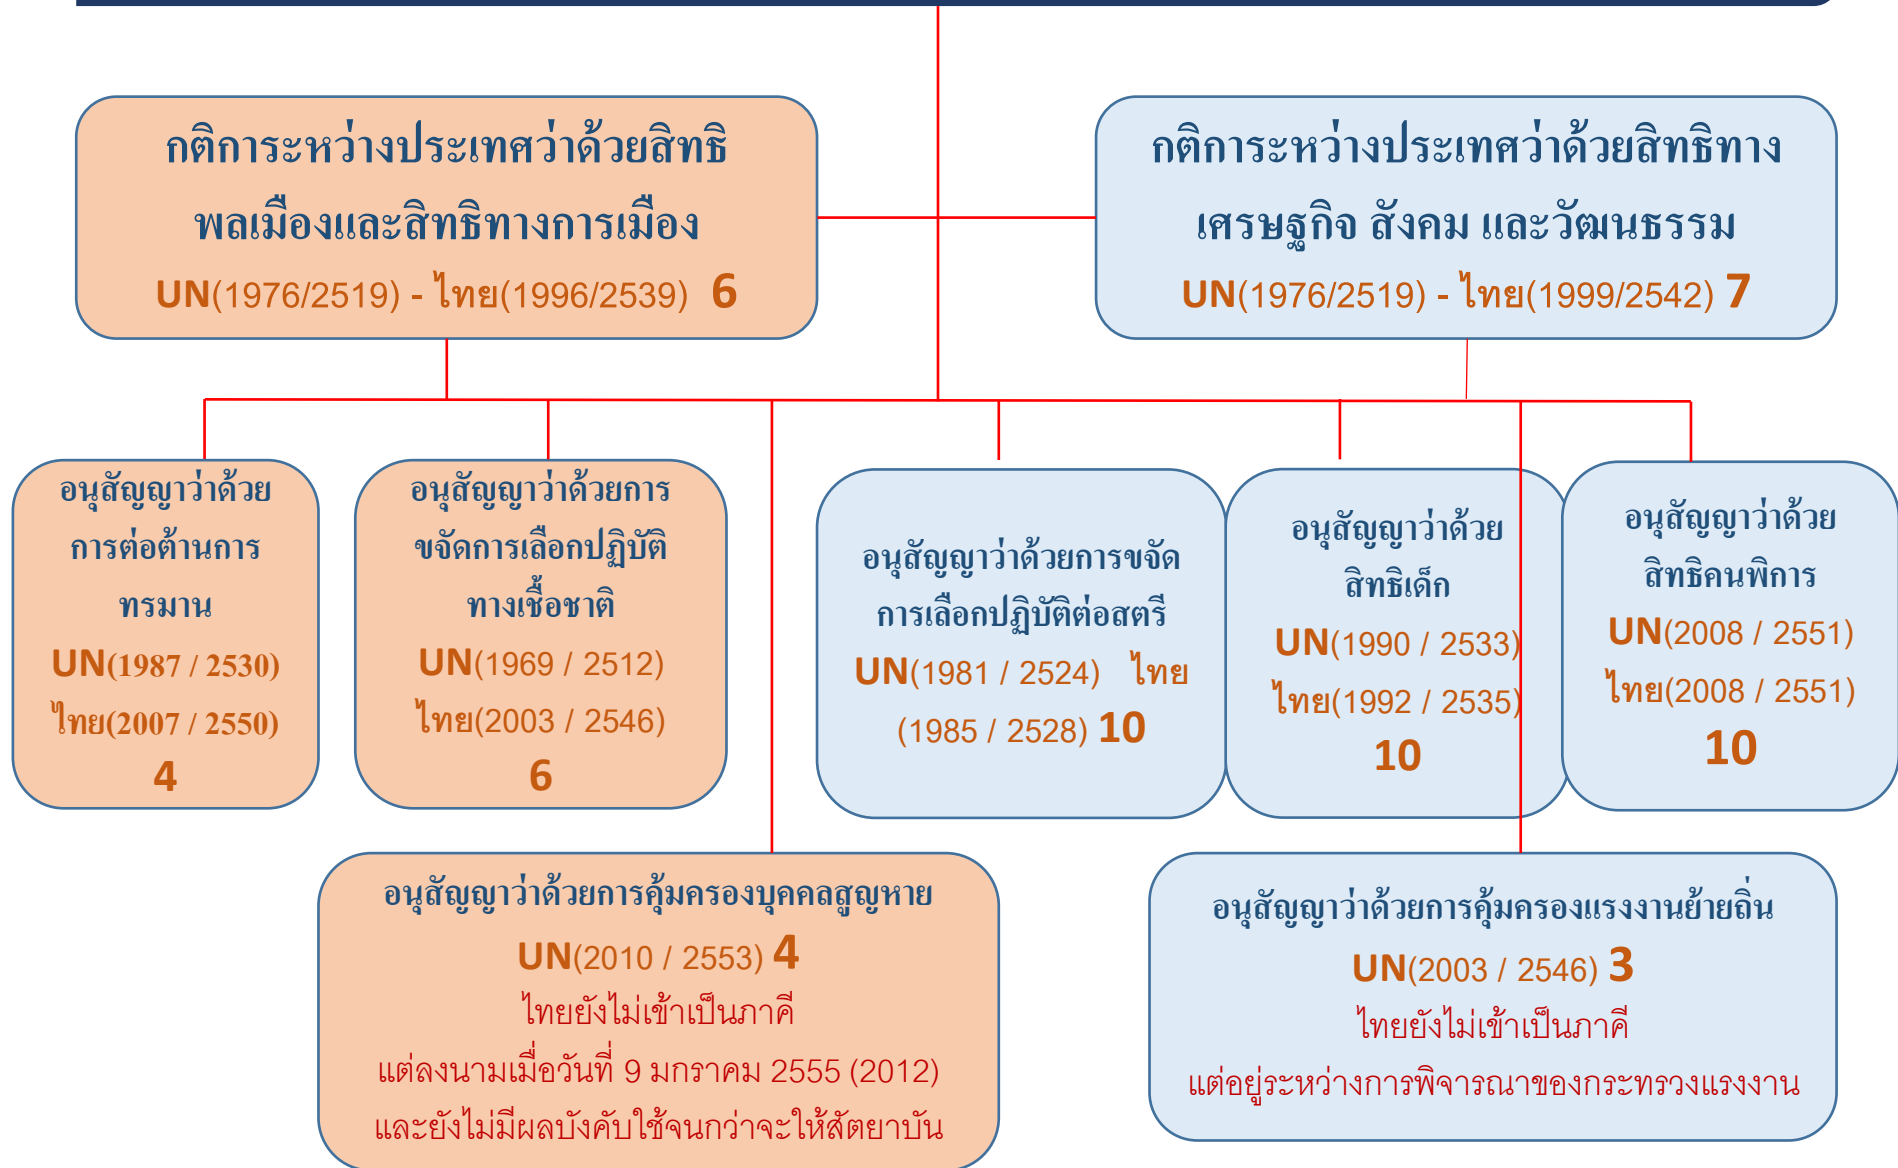 กติการะหว่างประเทศว่าด้วยสิทธิ
พลเมืองและสิทธิทางการเมือง
UN(1976/2519) - ไทย(1996/2539) 6
กติการะหว่างประเทศว่าด้วยสิทธิทาง
เศรษฐกิจ สังคม และวัฒนธรรม
UN(1976/2519) - ไทย(1999/2542) 7
อนุสัญญาว่าด้วย
การต่อต้านการ
ทรมาน
UN(1987 / 2530)
ไทย(2007 / 2550)
4
อนุสัญญาว่าด้วยการ
ขจัดการเลือกปฏิบัติ
ทางเชื้อชาติ
UN(1969 / 2512)
ไทย(2003 / 2546)
6
อนุสัญญาว่าด้วยการขจัด
การเลือกปฏิบัติต่อสตรี
UN(1981 / 2524) ไทย
(1985 / 2528) 10
อนุสัญญาว่าด้วย
สิทธิเด็ก
UN(1990 / 2533)
ไทย(1992 / 2535)
10
อนุสัญญาว่าด้วย
สิทธิคนพิการ
UN(2008 / 2551)
ไทย(2008 / 2551)
10
อนุสัญญาว่าด้วยการคุ้มครองบุคคลสูญหาย
UN(2010 / 2553) 4
ไทยยังไม่เข้าเป็นภาคี
แต่ลงนามเมื่อวันที่ 9 มกราคม 2555 (2012)
และยังไม่มีผลบังคับใช้จนกว่าจะให้สัตยาบัน
อนุสัญญาว่าด้วยการคุ้มครองแรงงานย้ายถิ่น
UN(2003 / 2546) 3
ไทยยังไม่เข้าเป็นภาคี
แต่อยู่ระหว่างการพิจารณาของกระทรวงแรงงาน